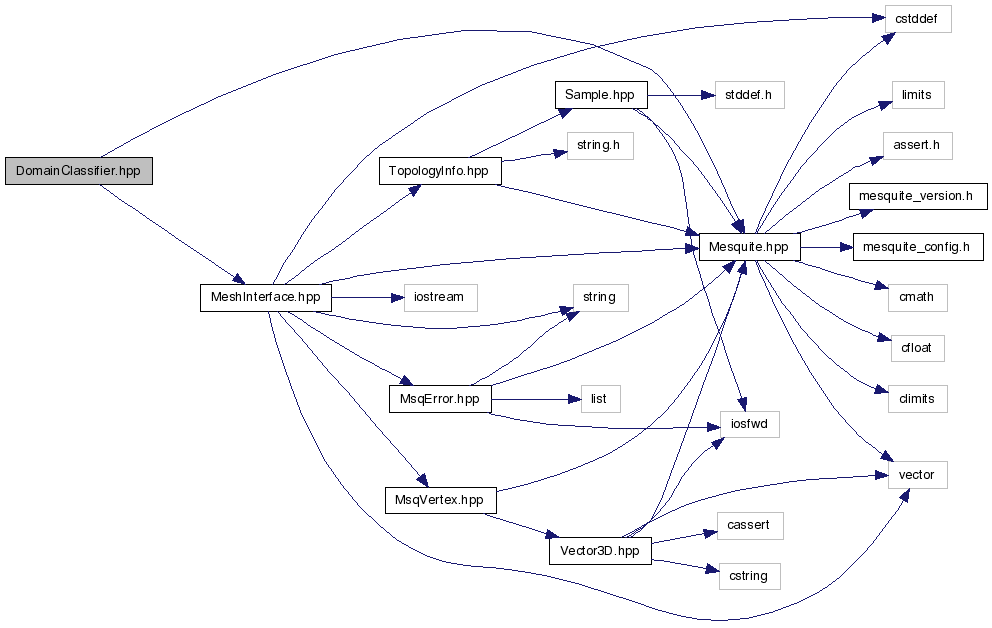 cstddef
Sample.hpp
stddef.h
limits
string.h
assert.h
DomainClassifier.hpp
TopologyInfo.hpp
mesquite_version.h
Mesquite.hpp
mesquite_config.h
MeshInterface.hpp
iostream
string
cmath
cfloat
MsqError.hpp
list
climits
iosfwd
vector
MsqVertex.hpp
cassert
Vector3D.hpp
cstring